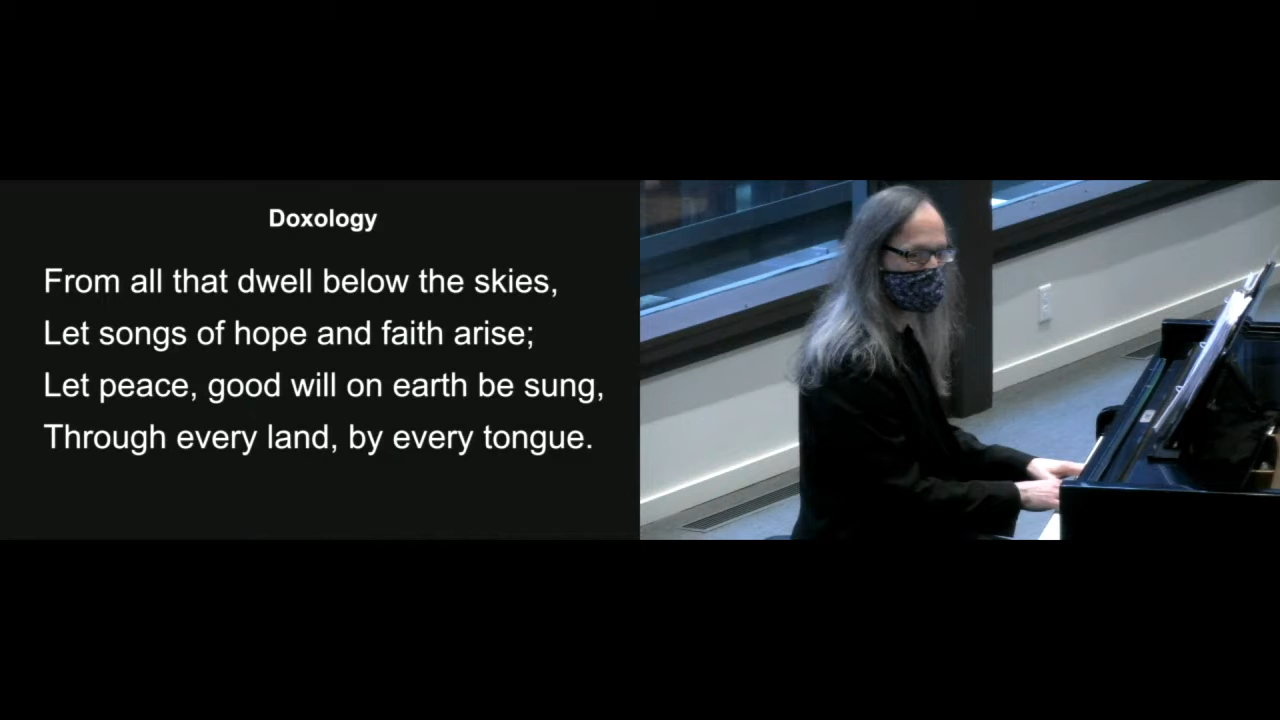 Doxology
From all that dwell below the skies,
Let songs of hope and faith arise;
Let peace, good will on earth be sung,
Through every land, by every tongue.